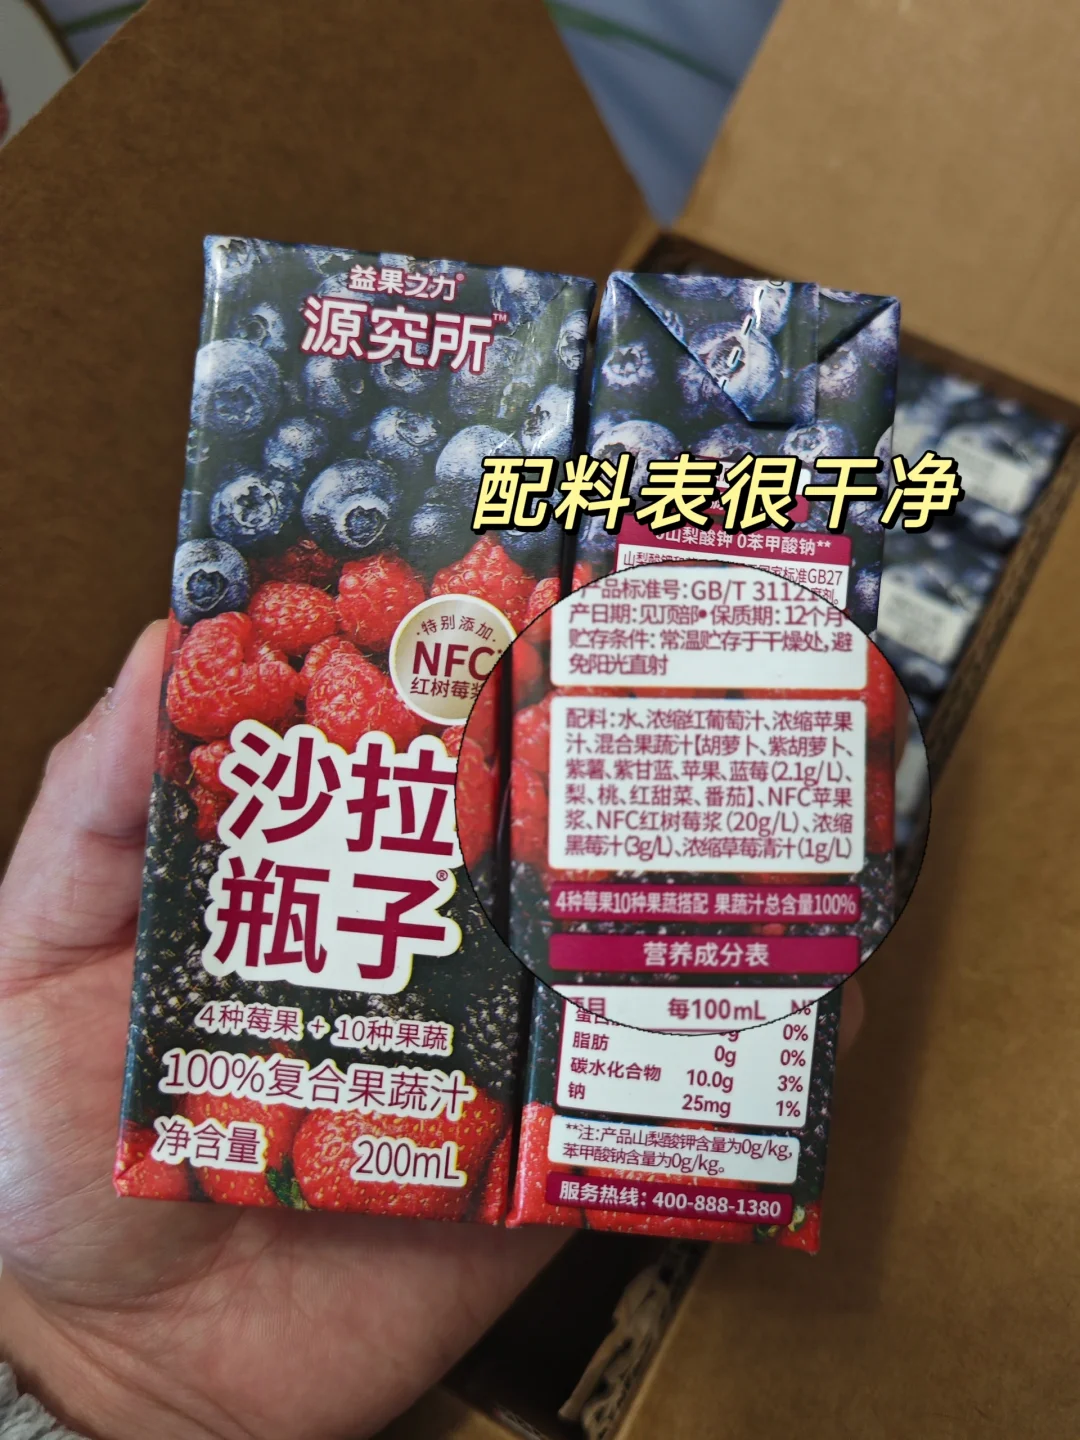 益果之力
源究所™
·特别添加·
NFC
红树莓浆
沙拉
瓶子®
4种莓果 + 10种果蔬
100%复合果蔬汁
净含量 200mL
配料表很干净
山梨酸钾 0苯甲酸钠**
产品标准号:GB/T 3112
产日期:见顶部•保质期:12个月
贮存条件:常温贮存于干燥处,避
免阳光直射
配料:水、浓缩红葡萄汁、浓缩苹果
汁、混合果蔬汁【胡萝卜、紫胡萝卜、
紫薯、紫甘蓝、苹果、蓝莓(2.1g/L)、
梨、桃、红甜菜、番茄】、NFC苹果
浆、NFC红树莓浆(20g/L)、浓缩
黑莓汁(3g/L)、浓缩草莓清汁(1g/L)
4种莓果10种果蔬搭配 果蔬汁总含量100%
营养成分表
每100mL
0%
脂肪 0g 0%
碳水化合物 10.0g 3%
钠 25mg 1%
**注:产品山梨酸钾含量为0g/kg,
苯甲酸钠含量为0g/kg。
服务热线:400-888-1380